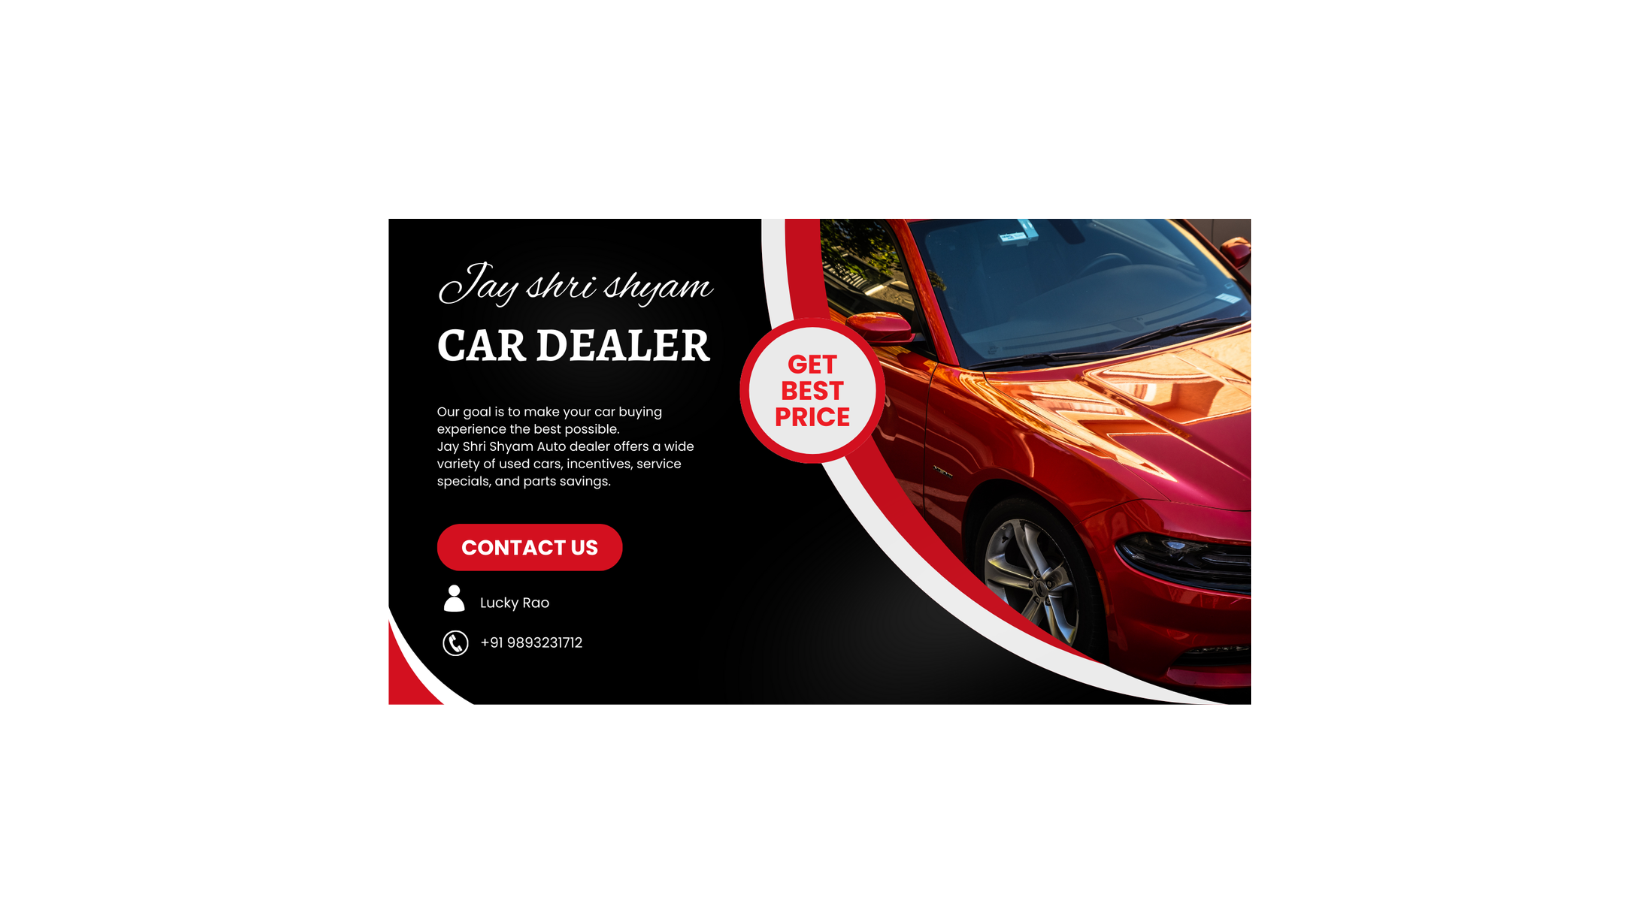 Jay shri shyam
CAR DEALER
Our goal is to make your car buying
experience the best possible.
Jay Shri Shyam Auto dealer offers a wide
variety of used cars, incentives, service
specials, and parts savings.
CONTACT US
Lucky Rao
+91 9893231712
GET
BEST
PRICE